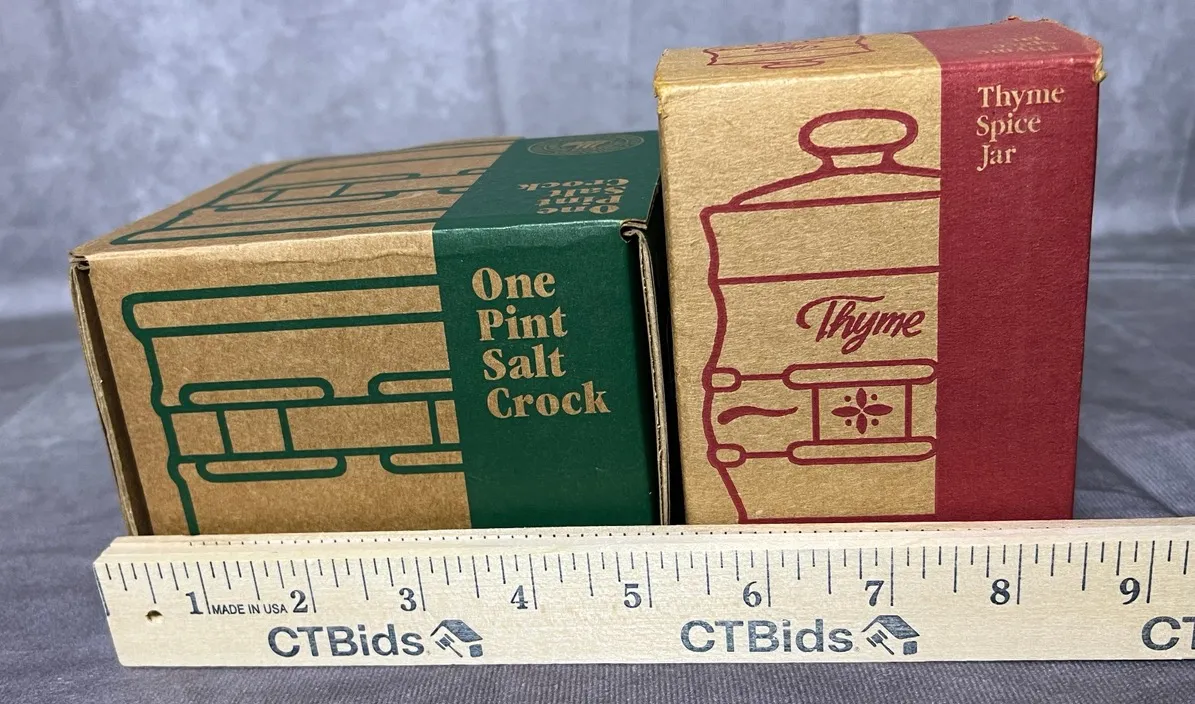 One
Pint
Salt
Crock
One
Pint
Salt
Crock
Thyme
Spice
Jar
Thyme
1 MADE IN USA 2 3 4 5 6 7 8 9
CTBids CTBids CT